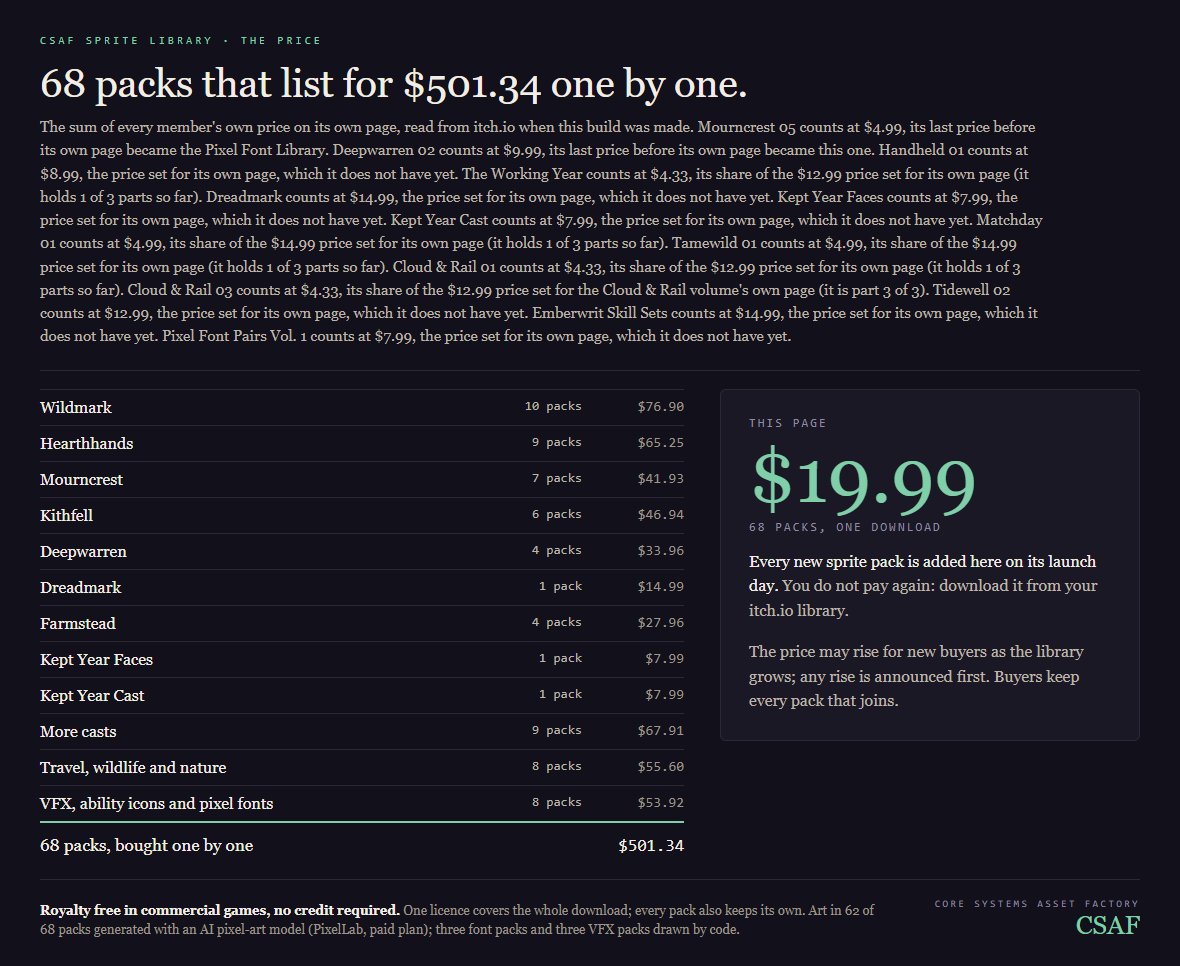 CSAF SPRITE LIBRARY · THE PRICE
68 packs that list for $501.34 one by one.
The sum of every member's own price on its own page, read from itch.io when this build was made. Mourncrest 05 counts at $4.99, its last price before
its own page became the Pixel Font Library. Deepwarren 02 counts at $9.99, its last price before its own page became this one. Handheld 01 counts at
$8.99, the price set for its own page, which it does not have yet. The Working Year counts at $4.33, its share of the $12.99 price set for its own page (it
holds 1 of 3 parts so far). Dreadmark counts at $14.99, the price set for its own page, which it does not have yet. Kept Year Faces counts at $7.99, the
price set for its own page, which it does not have yet. Kept Year Cast counts at $7.99, the price set for its own page, which it does not have yet. Matchday
01 counts at $4.99, its share of the $14.99 price set for its own page (it holds 1 of 3 parts so far). Tamewild 01 counts at $4.99, its share of the $14.99
price set for its own page (it holds 1 of 3 parts so far). Cloud & Rail 01 counts at $4.33, its share of the $12.99 price set for its own page (it holds 1 of 3
parts so far). Cloud & Rail 03 counts at $4.33, its share of the $12.99 price set for the Cloud & Rail volume's own page (it is part 3 of 3). Tidewell 02
counts at $12.99, the price set for its own page, which it does not have yet. Emberwrit Skill Sets counts at $14.99, the price set for its own page, which it
does not have yet. Pixel Font Pairs Vol. 1 counts at $7.99, the price set for its own page, which it does not have yet.
Wildmark 10 packs $76.90
Hearthhands 9 packs $65.25
Mourncrest 7 packs $41.93
Kithfell 6 packs $46.94
Deepwarren 4 packs $33.96
Dreadmark 1 pack $14.99
Farmstead 4 packs $27.96
Kept Year Faces 1 pack $7.99
Kept Year Cast 1 pack $7.99
More casts 9 packs $67.91
Travel, wildlife and nature 8 packs $55.60
VFX, ability icons and pixel fonts 8 packs $53.92
68 packs, bought one by one $501.34
THIS PAGE
$19.99
68 PACKS, ONE DOWNLOAD
Every new sprite pack is added here on its launch
day. You do not pay again: download it from your
itch.io library.
The price may rise for new buyers as the library
grows; any rise is announced first. Buyers keep
every pack that joins.
Royalty free in commercial games, no credit required. One licence covers the whole download; every pack also keeps its own. Art in 62 of
68 packs generated with an AI pixel-art model (PixelLab, paid plan); three font packs and three VFX packs drawn by code.
CORE SYSTEMS ASSET FACTORY
CSAF